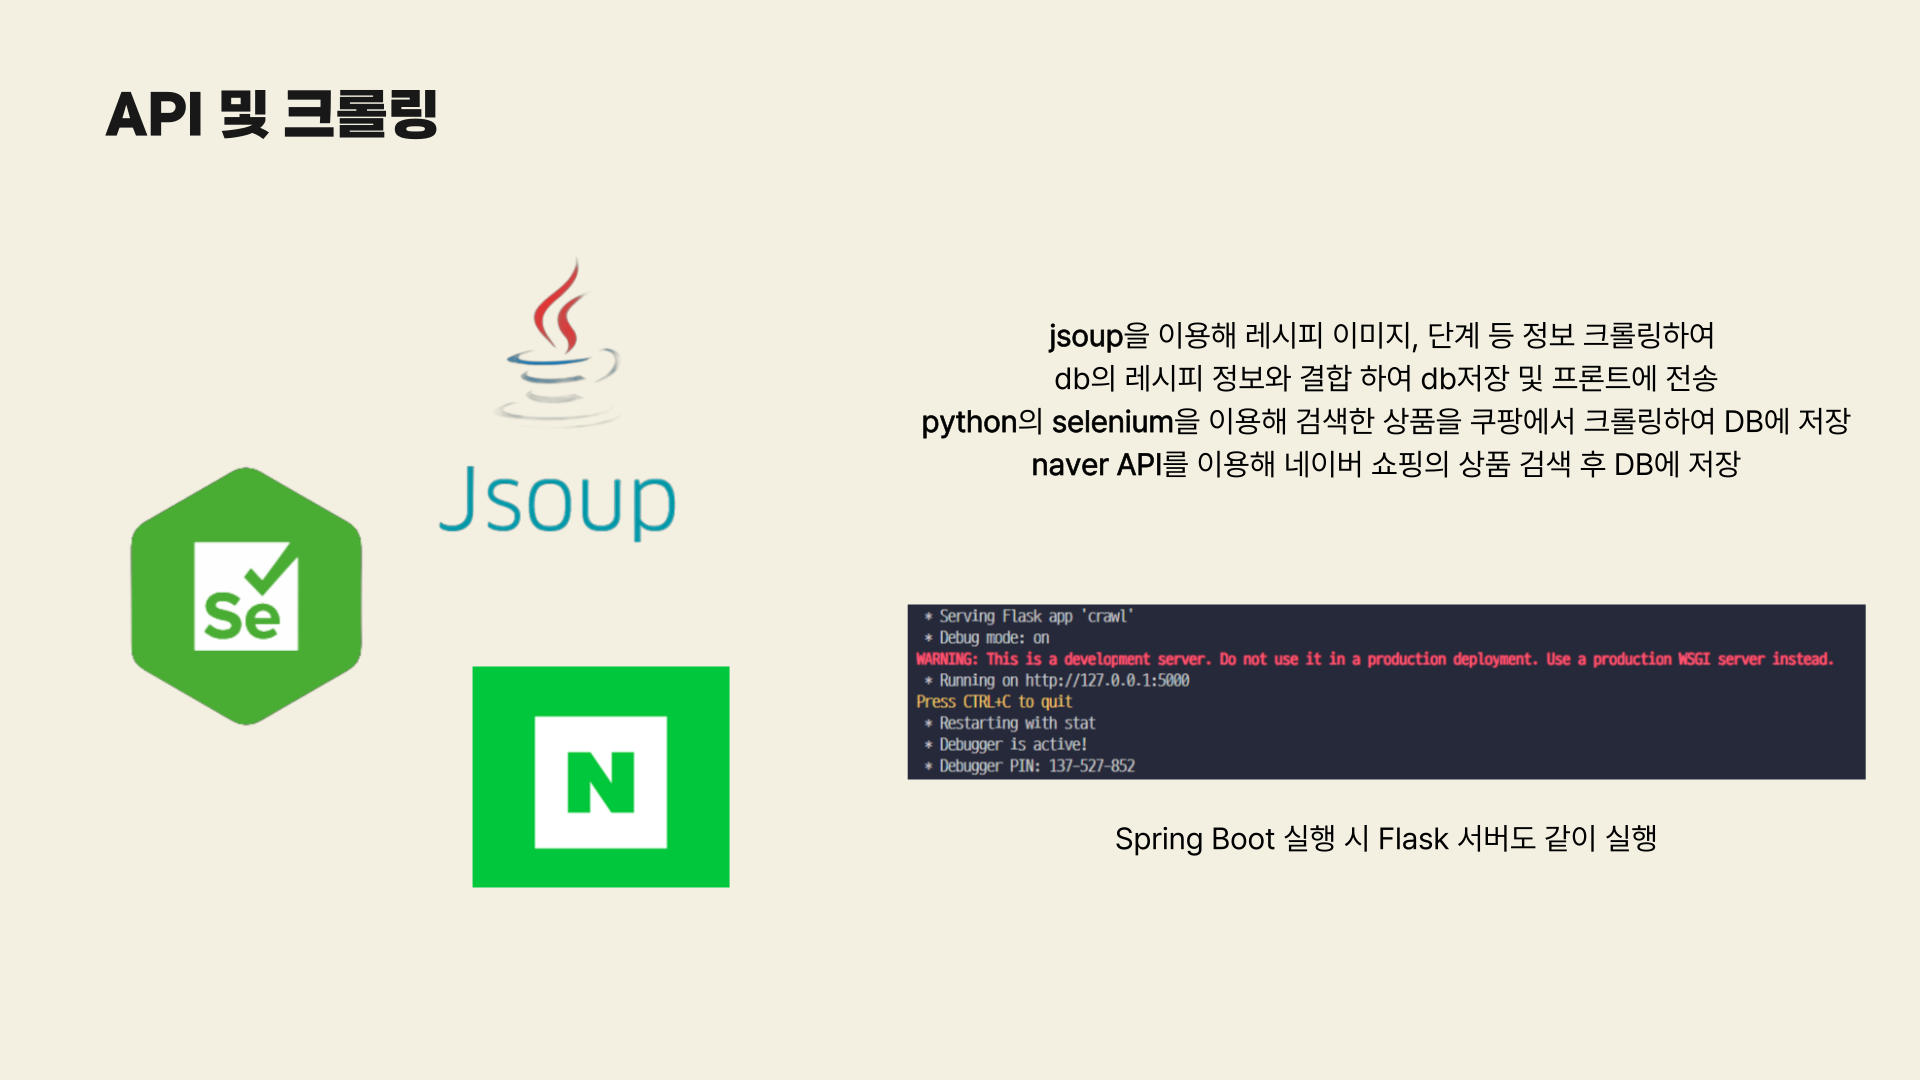 API 및 크롤링
Jsoup
Se
N
jsoup을 이용해 레시피 이미지, 단계 등 정보 크롤링하여
db의 레시피 정보와 결합 하여 db저장 및 프론트에 전송
python의 selenium을 이용해 검색한 상품을 쿠팡에서 크롤링하여 DB에 저장
naver API를 이용해 네이버 쇼핑의 상품 검색 후 DB에 저장
* Serving Flask app 'crawl'
* Debug mode: on
WARNING: This is a development server. Do not use it in a production deployment. Use a production WSGI server instead.
* Running on http://127.0.0.1:5000
Press CTRL+C to quit
* Restarting with stat
* Debugger is active!
* Debugger PIN: 137-527-852
Spring Boot 실행 시 Flask 서버도 같이 실행